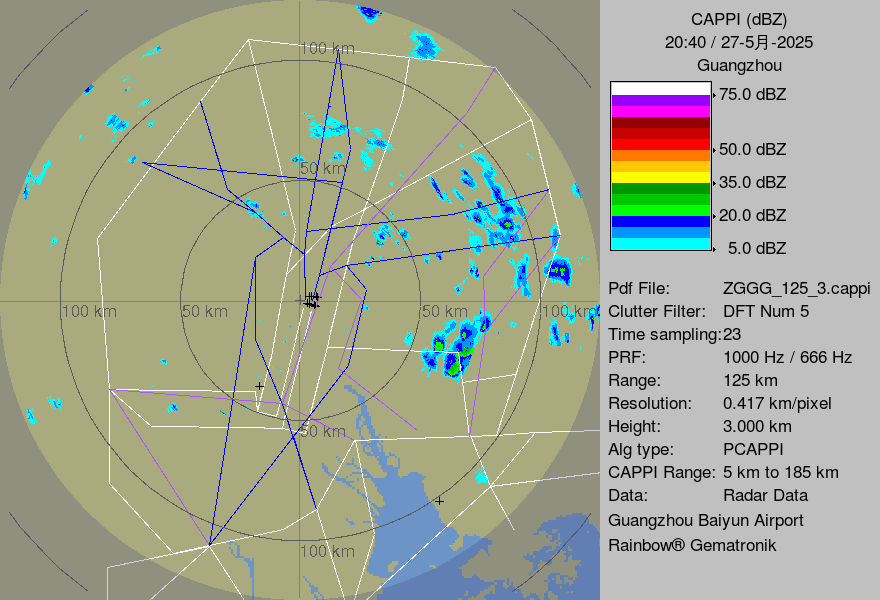 100 km
50 km
100 km
50 km
50 km
100 km
50 km
100 km
CAPPI (dBZ)
20:40 / 27-5月-2025
Guangzhou
75.0 dBZ
50.0 dBZ
35.0 dBZ
20.0 dBZ
5.0 dBZ
Pdf File: ZGGG_125_3.cappi
Clutter Filter: DFT Num 5
Time sampling:23
PRF: 1000 Hz / 666 Hz
Range: 125 km
Resolution: 0.417 km/pixel
Height: 3.000 km
Alg type: PCAPPI
CAPPI Range: 5 km to 185 km
Data: Radar Data
Guangzhou Baiyun Airport
Rainbow® Gematronik